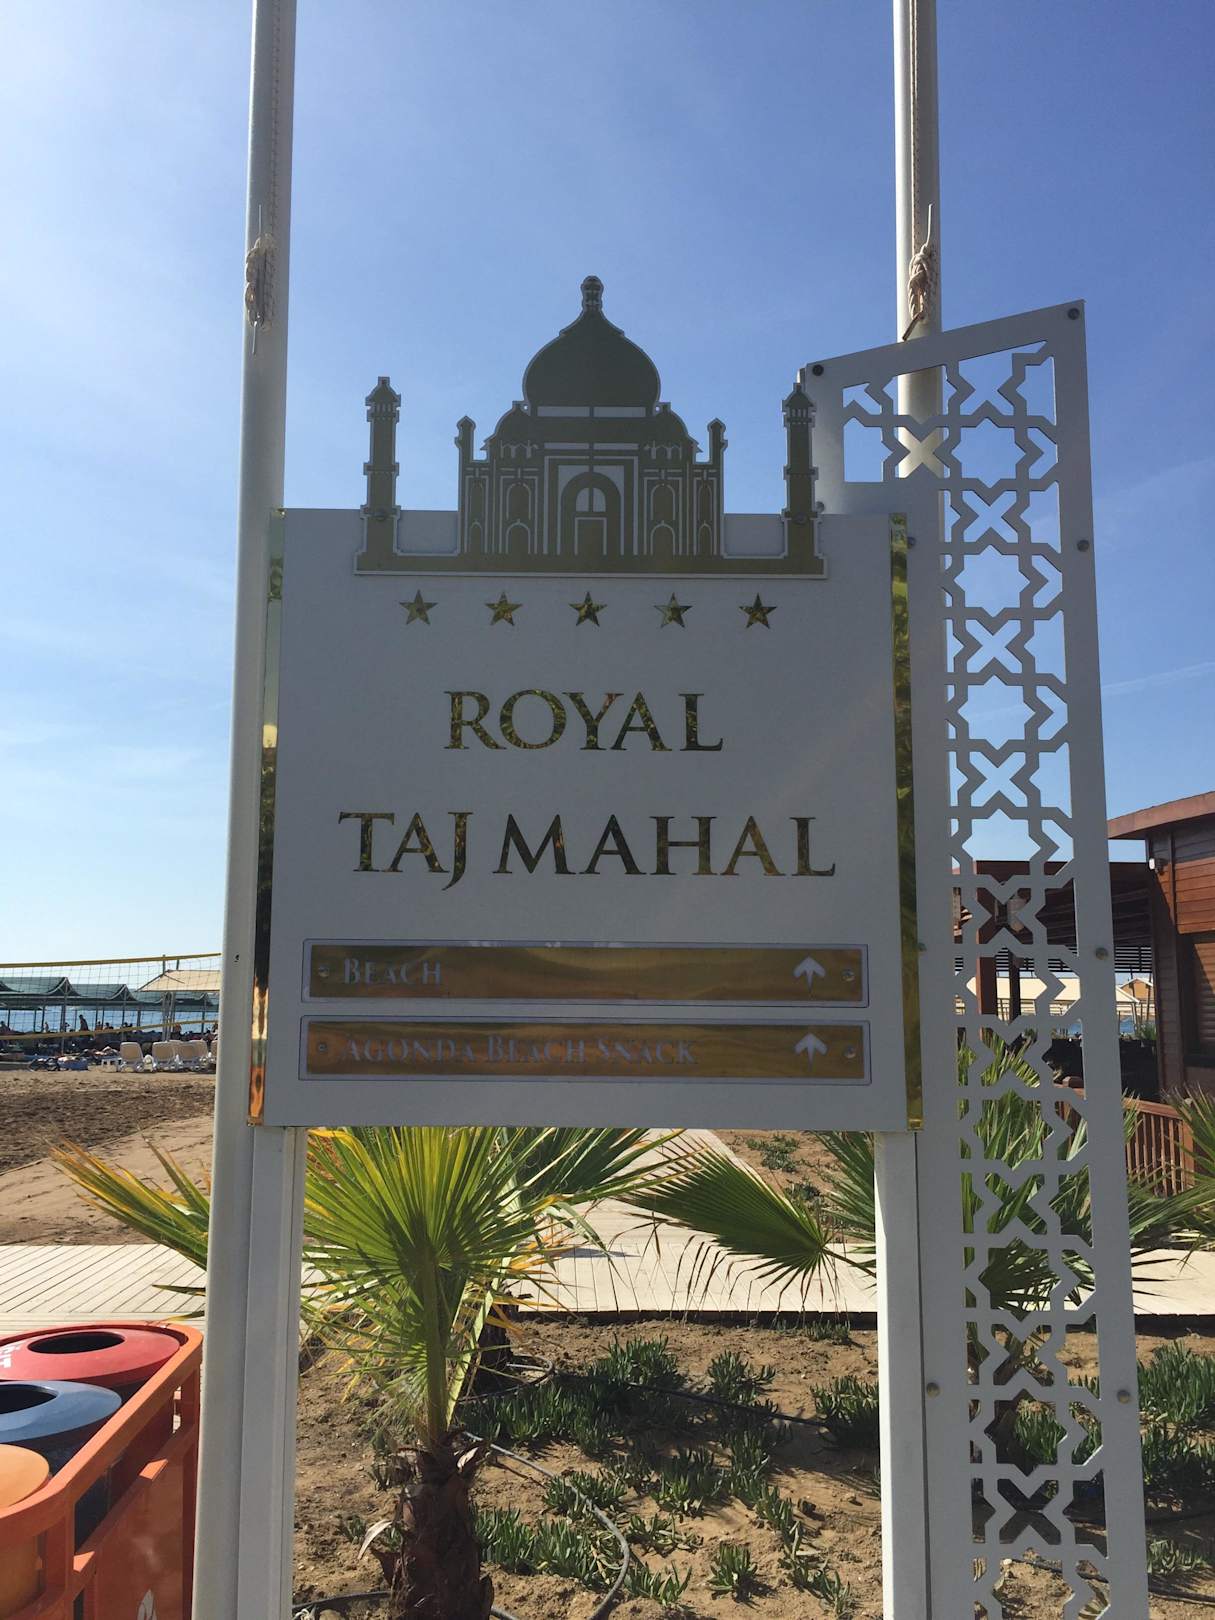 ROYAL
TAJ MAHAL
BEACH
AGONDA BEACH SNACK